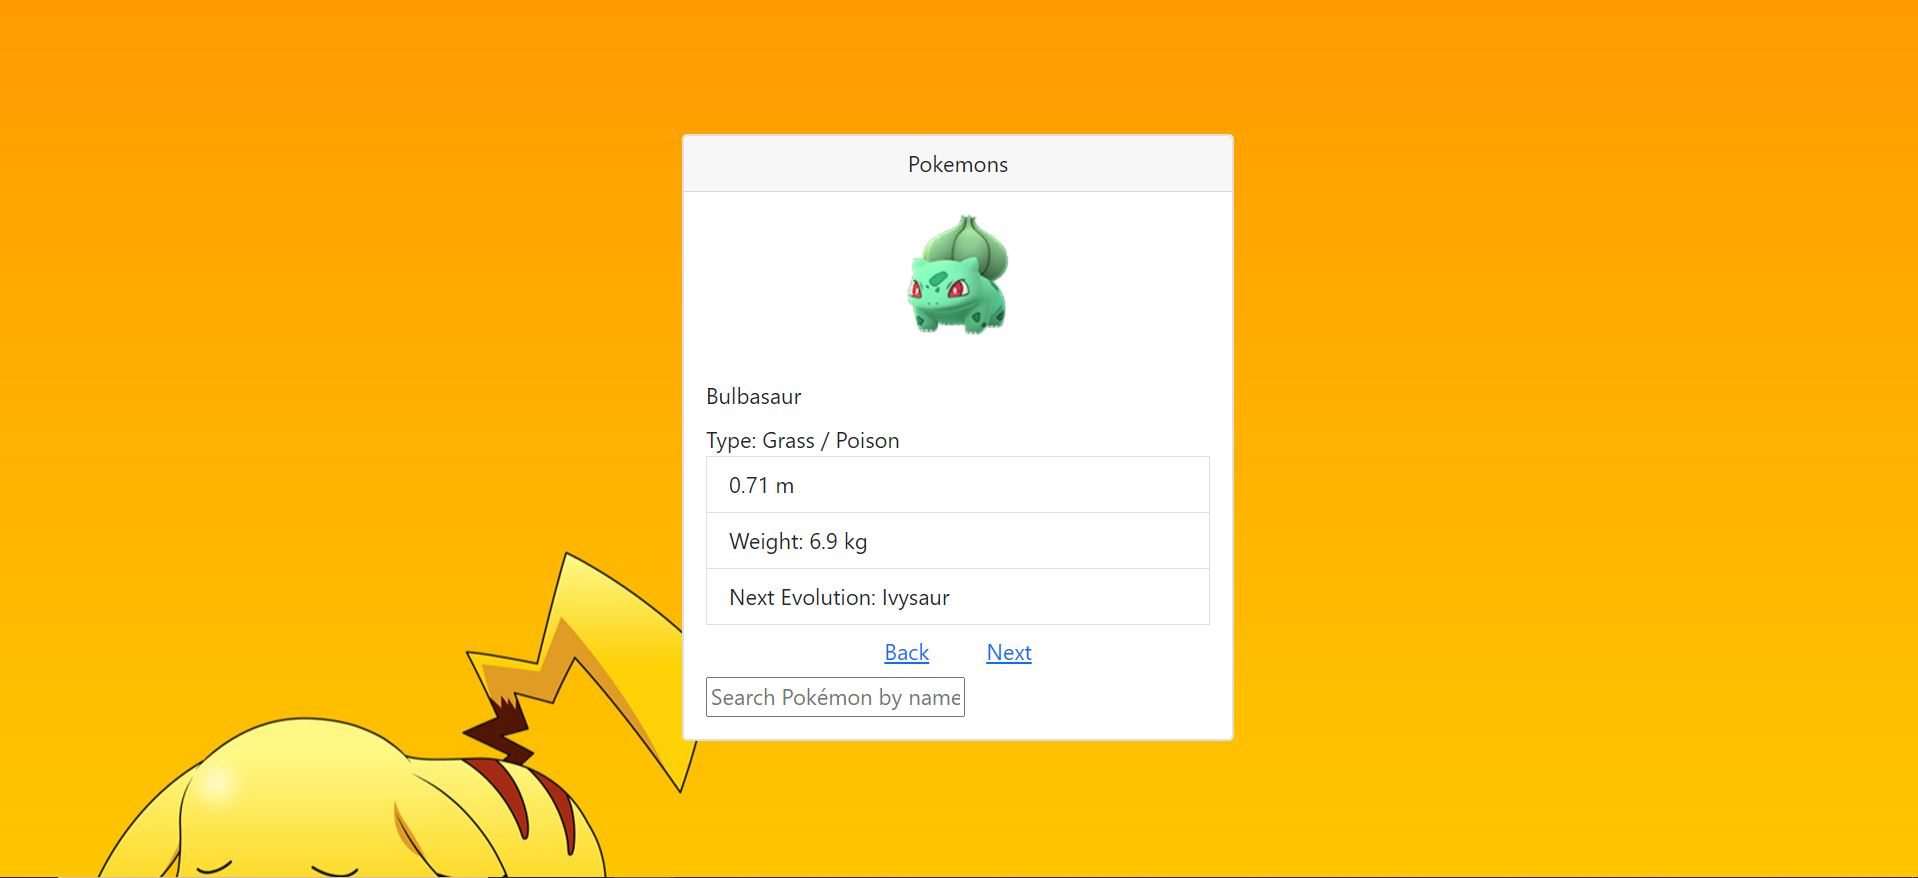 Pokemons
Bulbasaur
Type: Grass / Poison
0.71 m
Weight: 6.9 kg
Next Evolution: Ivysaur
Back Next
Search Pokémon by name